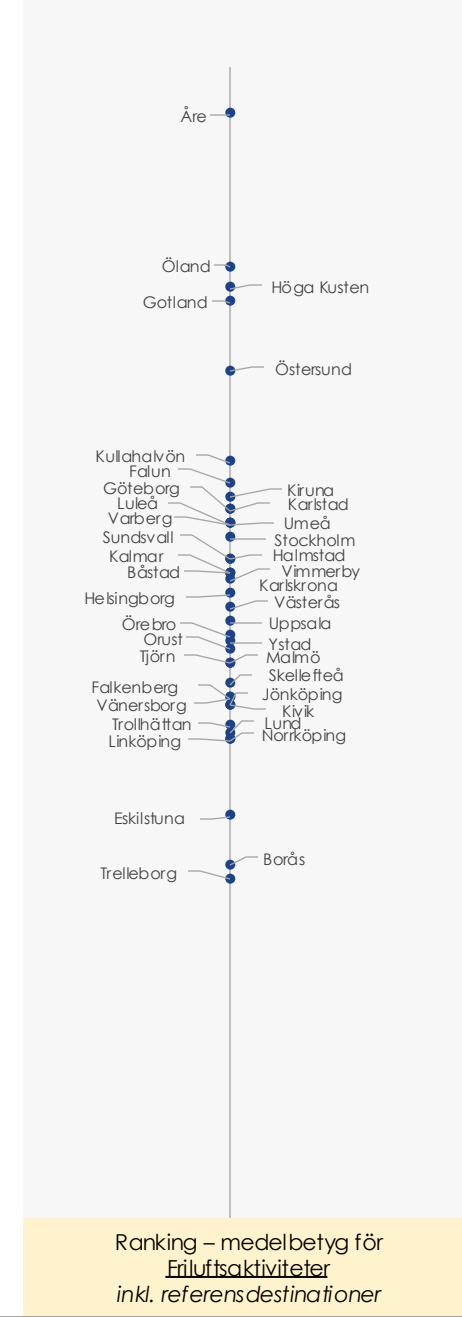 Åre
Öland
Höga Kusten
Gotland
Östersund
Kullahalvön
Falun
Göteborg
Kiruna
Luleå
Karlstad
Varberg
Umeå
Sundsvall
Stockholm
Kalmar
Halmstad
Båstad
Vimmerby
Karlskrona
Helsingborg
Västerås
Örebro
Uppsala
Orust
Ystad
Tjörn
Malmö
Skellefteå
Falkenberg
Jönköping
Vänersborg
Kivik
Trollhättan
Lund
Linköping
Norrköping
Eskilstuna
Borås
Trelleborg
Ranking – medelbetyg för
Friluftsaktiviteter
inkl. referensdestinationer